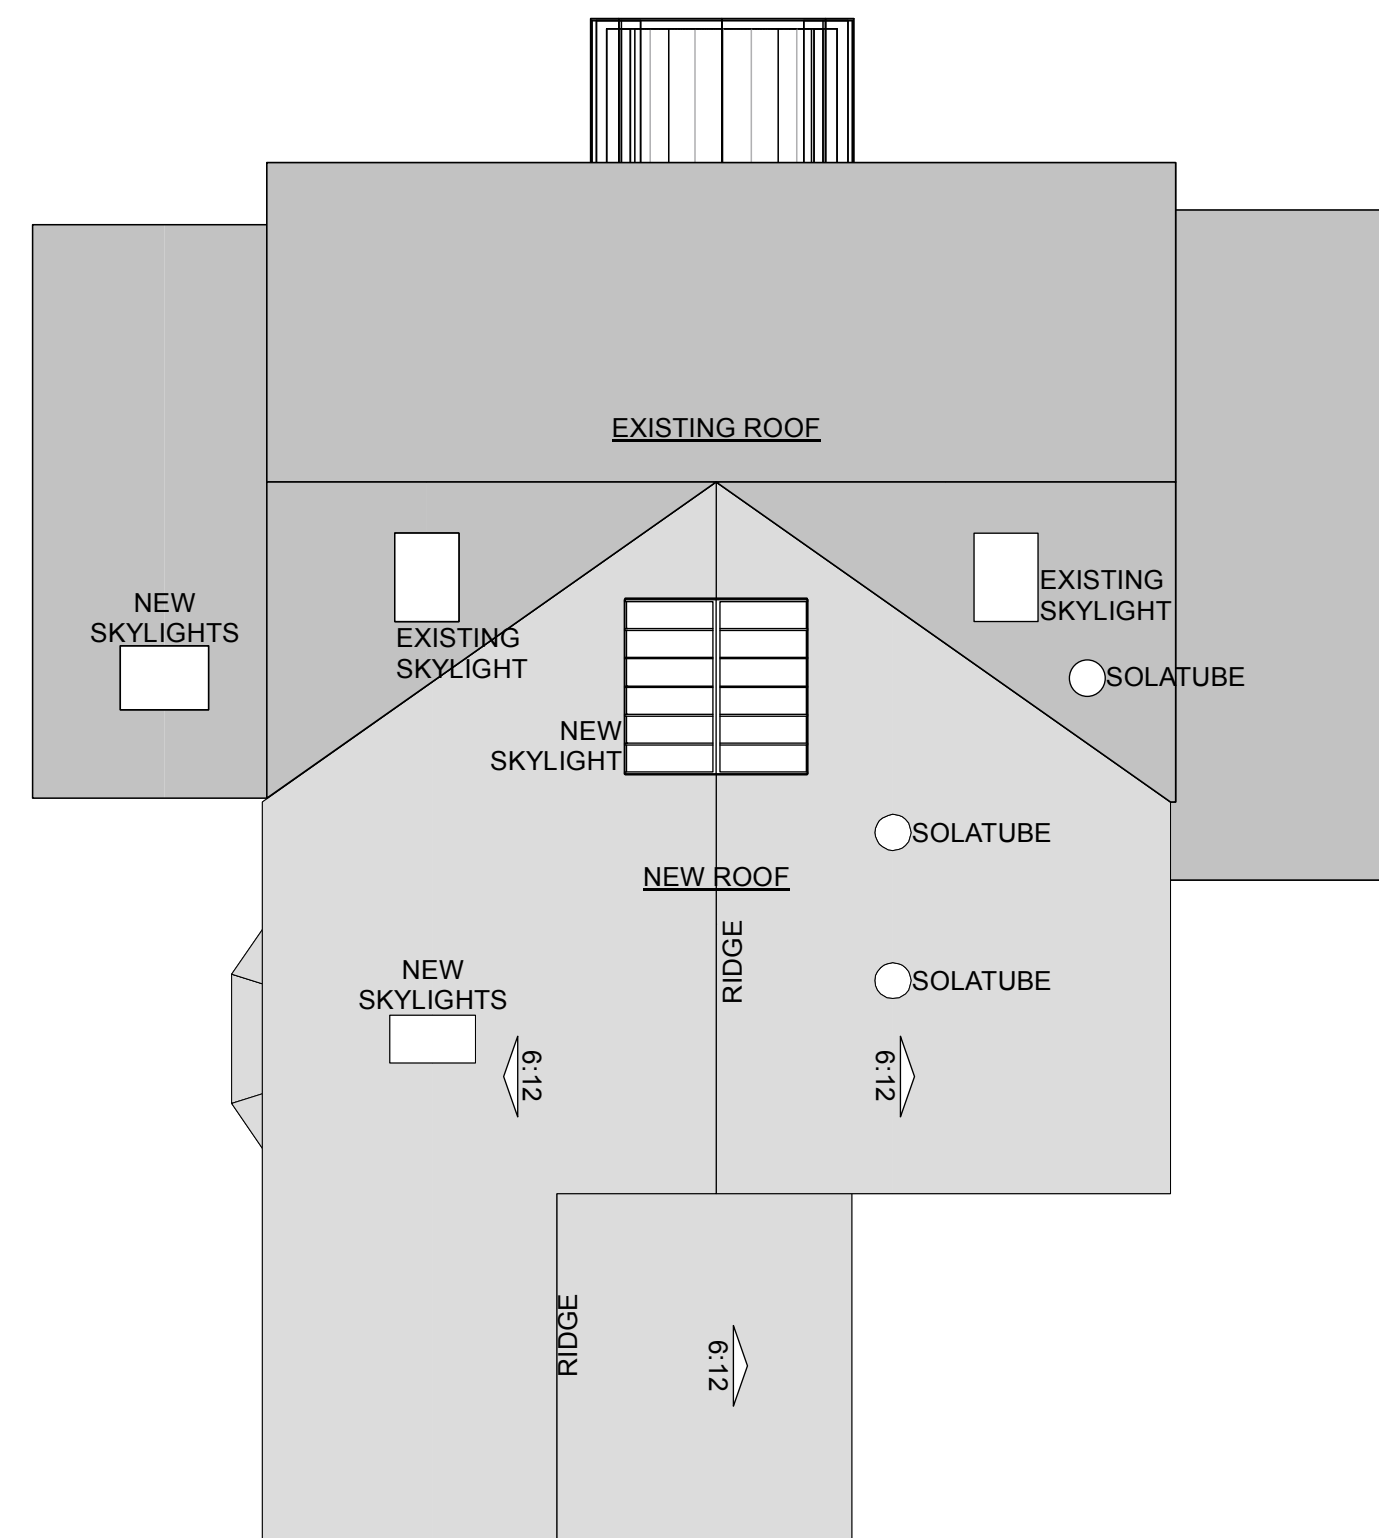 EXISTING ROOF
NEW
SKYLIGHTS
EXISTING
SKYLIGHT
EXISTING
SKYLIGHT
SOLATUBE
NEW
SKYLIGHT
SOLATUBE
NEW ROOF
RIDGE
NEW
SKYLIGHTS
SOLATUBE
6:12
6:12
RIDGE
6:12